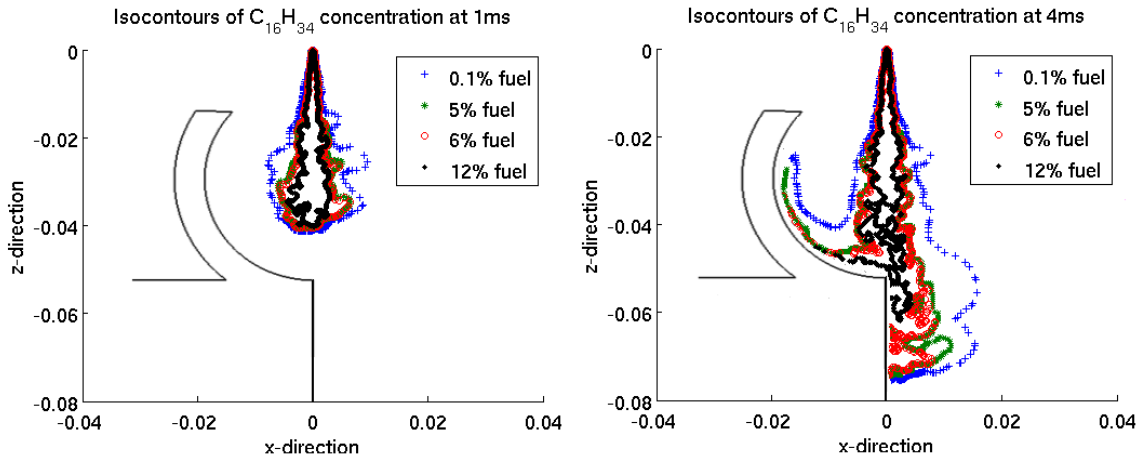 Isocontours of C16H34 concentration at 1ms
0
-0.02
-0.04
-0.06
-0.08
z-direction
-0.04
-0.02
0
0.02
0.04
x-direction
0.1% fuel
5% fuel
6% fuel
12% fuel
Isocontours of C16H34 concentration at 4ms
0
-0.02
-0.04
-0.06
-0.08
z-direction
-0.04
-0.02
0
0.02
0.04
x-direction
0.1% fuel
5% fuel
6% fuel
12% fuel